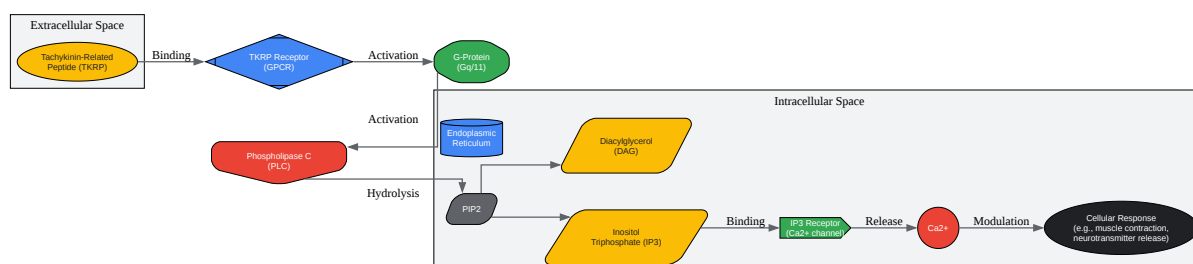 Extracellular Space
Tachykinin-Related
Peptide (TKRP)
Binding
TKRP Receptor
(GPCR)
Activation
G-Protein
(Gq/11)
Intracellular Space
Activation
Endoplasmic
Reticulum
Diacylglycerol
(DAG)
Phospholipase C
(PLC)
Hydrolysis
PIP2
Inositol
Triphosphate (IP3)
Binding
IP3 Receptor
(Ca2+ channel)
Release
Ca2+
Modulation
Cellular Response
(e.g., muscle contraction,
neurotransmitter release)